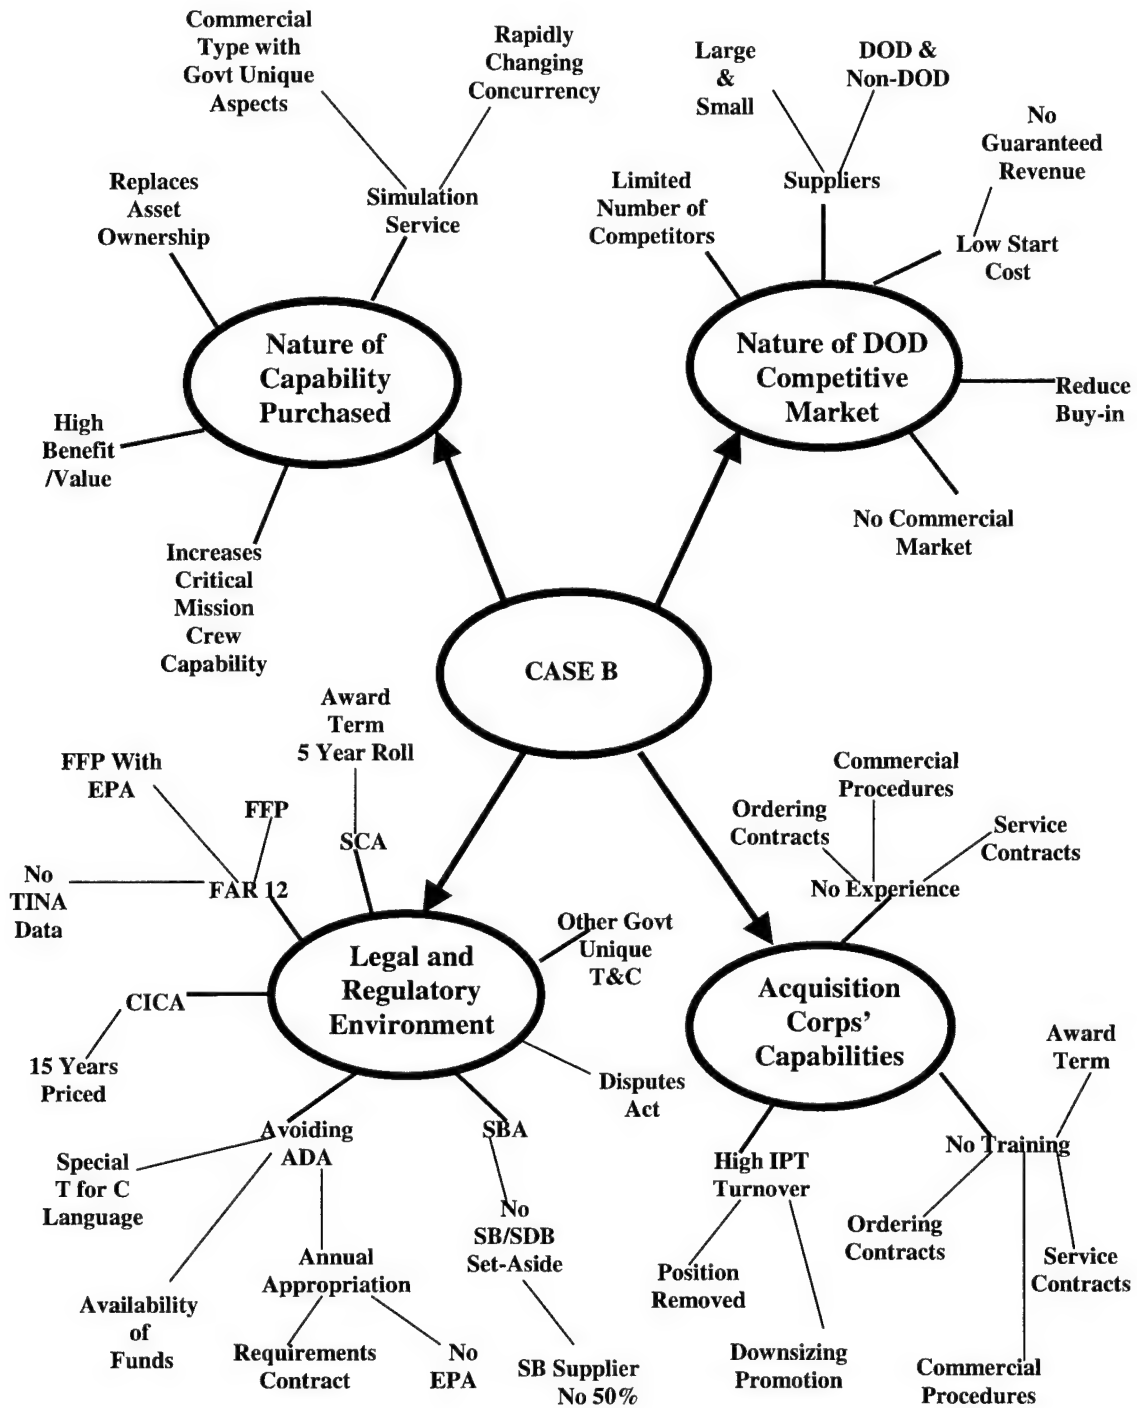 Commercial
Type with
Govt Unique
Aspects
Rapidly
Changing
Concurrency
Large
&
Small
DOD &
Non-DOD
No
Guaranteed
Revenue
Replaces
Asset
Ownership
Simulation
Service
Limited
Number of
Competitors
Suppliers
Low Start
Cost
Nature of
Capability
Purchased
Nature of DOD
Competitive
Market
Reduce
Buy-in
High
Benefit
/Value
No Commercial
Market
Increases
Critical
Mission
Crew
Capability
CASE B
Award
Term
5 Year Roll
FFP With
EPA
FFP
SCA
Commercial
Procedures
Ordering
Contracts
Service
Contracts
No
TINA
Data
FAR 12
No Experience
Other Govt
Unique
T&C
Legal and
Regulatory
Environment
Acquisition
Corps'
Capabilities
CICA
15 Years
Priced
Disputes
Act
Award
Term
Avoiding
ADA
SBA
No Training
Special
T for C
Language
High IPT
Turnover
No
SB/SDB
Set-Aside
Ordering
Contracts
Annual
Appropriation
Position
Removed
Service
Contracts
Availability
of
Funds
Requirements
Contract
No
EPA
SB Supplier
No 50%
Downsizing
Promotion
Commercial
Procedures